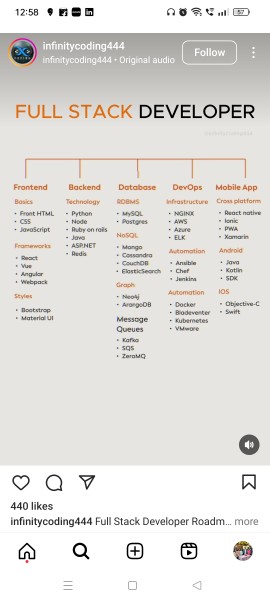 12:58
57
infinitycoding444
infinitycoding444 • Original audio
Follow
FULL STACK DEVELOPER
infinitycoding444
Frontend
Basics
• Front HTML
• CSS
• JavaScript
Frameworks
• React
• Vue
• Angular
• Webpack
Styles
• Bootstrap
• Material UI
Backend
Technology
• Python
• Node
• Ruby on rails
• Java
• ASP.NET
• Redis
Database
RDBMS
• MySQL
• Postgres
NoSQL
• Mongo
• Cassandra
• CouchDB
• ElasticSearch
Graph
• Neo4j
• ArangoDB
Message
Queues
• Kafka
• SQS
• ZeroMQ
DevOps
Infrastructure
• NGINX
• AWS
• Azure
• ELK
Automation
• Ansible
• Chef
• Jenkins
Automation
• Docker
• Bladeventer
• Kubernetes
• VMware
Mobile App
Cross platform
• React native
• Ionic
• PWA
• Xamarin
Android
• Java
• Kotlin
• SDK
IOS
• Objective-C
• Swift
440 likes
infinitycoding444 Full Stack Developer Roadm... more